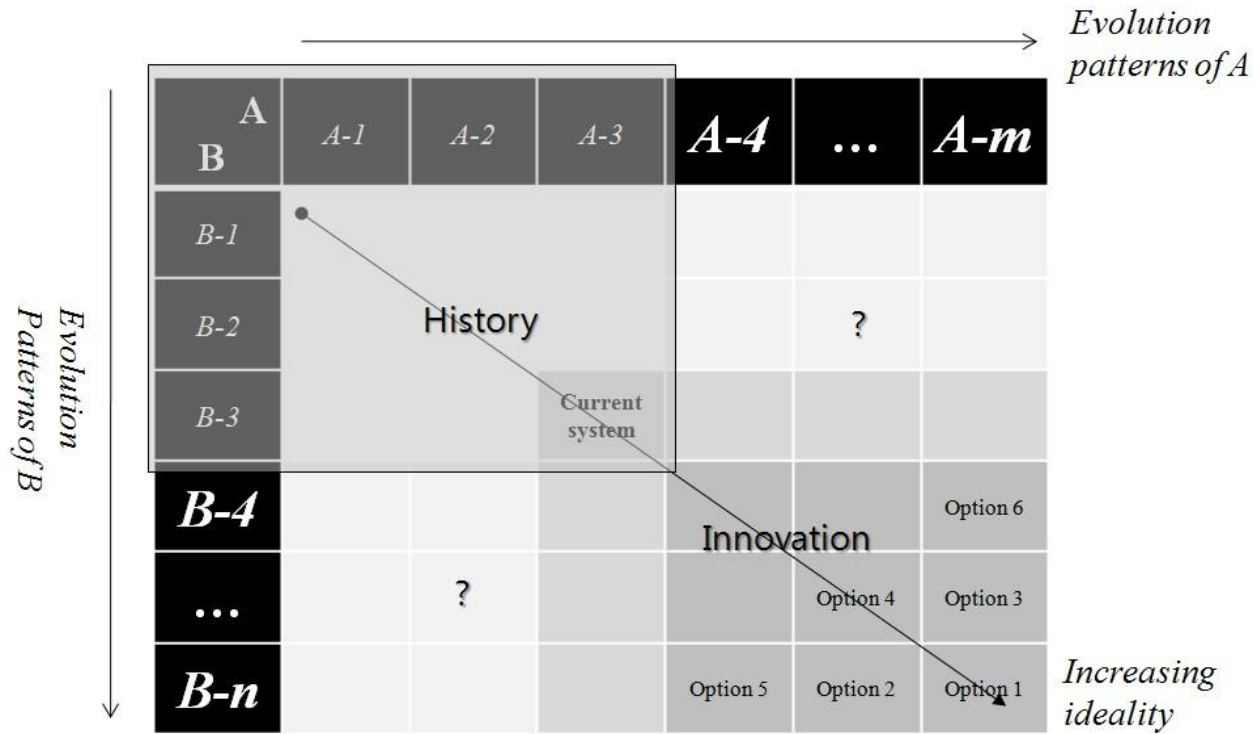 Evolution
patterns of A
A
B
A-1
A-2
A-3
A-4
...
A-m
B-1
History
B-2
?
B-3
Current
system
Evolution
Patterns of B
B-4
Option 6
Innovation
...
?
Option 4
Option 3
B-n
Option 5
Option 2
Option 1
Increasing
ideality